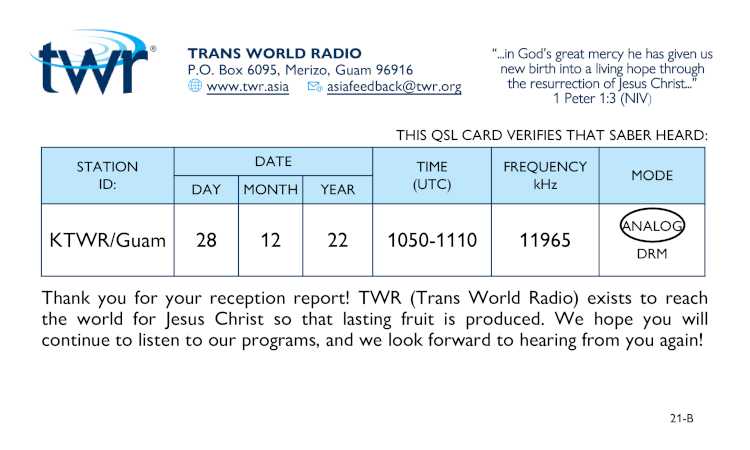 twr®
TRANS WORLD RADIO
P.O. Box 6095, Merizo, Guam 96916
www.twr.asia asiafeedback@twr.org
“...in God’s great mercy he has given us
new birth into a living hope through
the resurrection of Jesus Christ...”
1 Peter 1:3 (NIV)
THIS QSL CARD VERIFIES THAT SABER HEARD:
STATION ID: DATE TIME (UTC) FREQUENCY kHz MODE
DAY MONTH YEAR
KTWR/Guam 28 12 22 1050-1110 11965 ANALOG
DRM
Thank you for your reception report! TWR (Trans World Radio) exists to reach
the world for Jesus Christ so that lasting fruit is produced. We hope you will
continue to listen to our programs, and we look forward to hearing from you again!
21-B